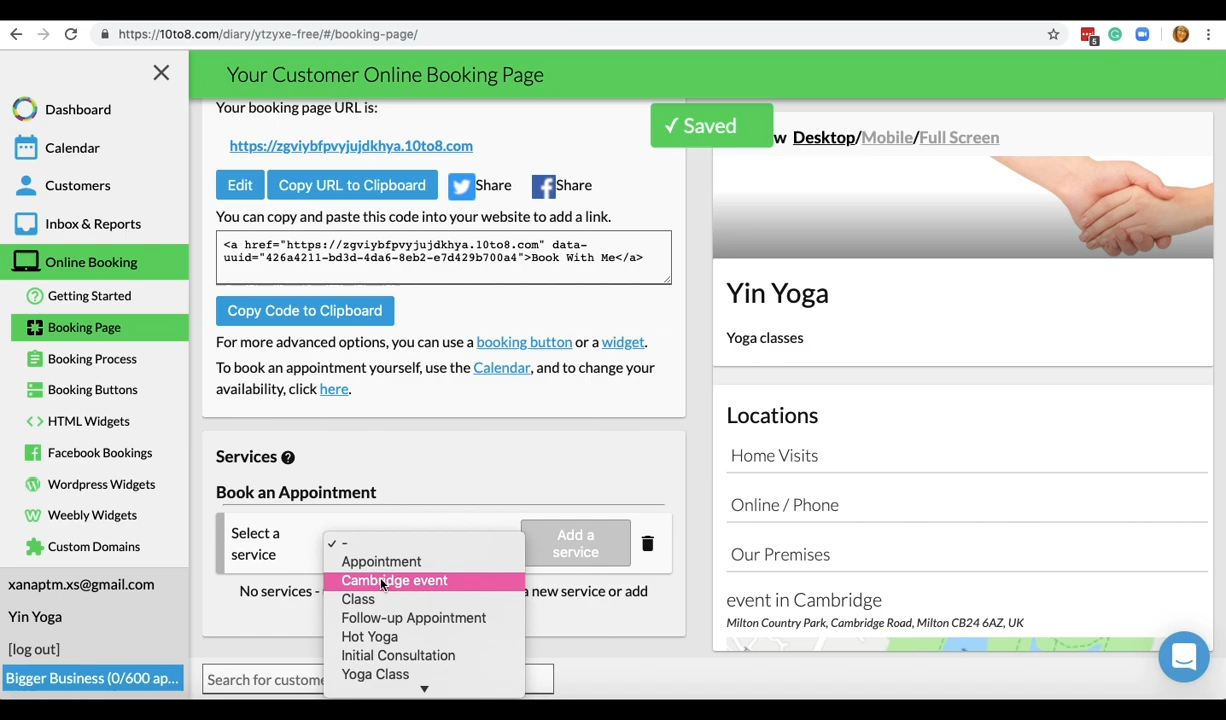 https://10to8.com/diary/ytzyxe-free/#/booking-page/
5
Your Customer Online Booking Page
Dashboard
Calendar
Customers
Inbox & Reports
Online Booking
Getting Started
Booking Page
Booking Process
Booking Buttons
HTML Widgets
Facebook Bookings
Wordpress Widgets
Weebly Widgets
Custom Domains
xanaptm.xs@gmail.com
Yin Yoga
[log out]
Bigger Business (0/600 ap...
Your booking page URL is:
https://zgviybfpvyjujdkhya.10to8.com
Edit
Copy URL to Clipboard
Share
Share
You can copy and paste this code into your website to add a link.
<a href="https://zgviybfpvyjujdkhya.10to8.com" data-
uuid="426a4211-bd3d-4da6-8eb2-e7d429b700a4">Book With Me</a>
Copy Code to Clipboard
For more advanced options, you can use a booking button or a widget.
To book an appointment yourself, use the Calendar, and to change your
availability, click here.
Services ?
Book an Appointment
Select a
service
✓ -
Appointment
Cambridge event
Class
Follow-up Appointment
Hot Yoga
Initial Consultation
Yoga Class
Add a
service
No services -
a new service or add
Search for custome
✓ Saved
w Desktop/Mobile/Full Screen
Yin Yoga
Yoga classes
Locations
Home Visits
Online / Phone
Our Premises
event in Cambridge
Milton Country Park, Cambridge Road, Milton CB24 6AZ, UK